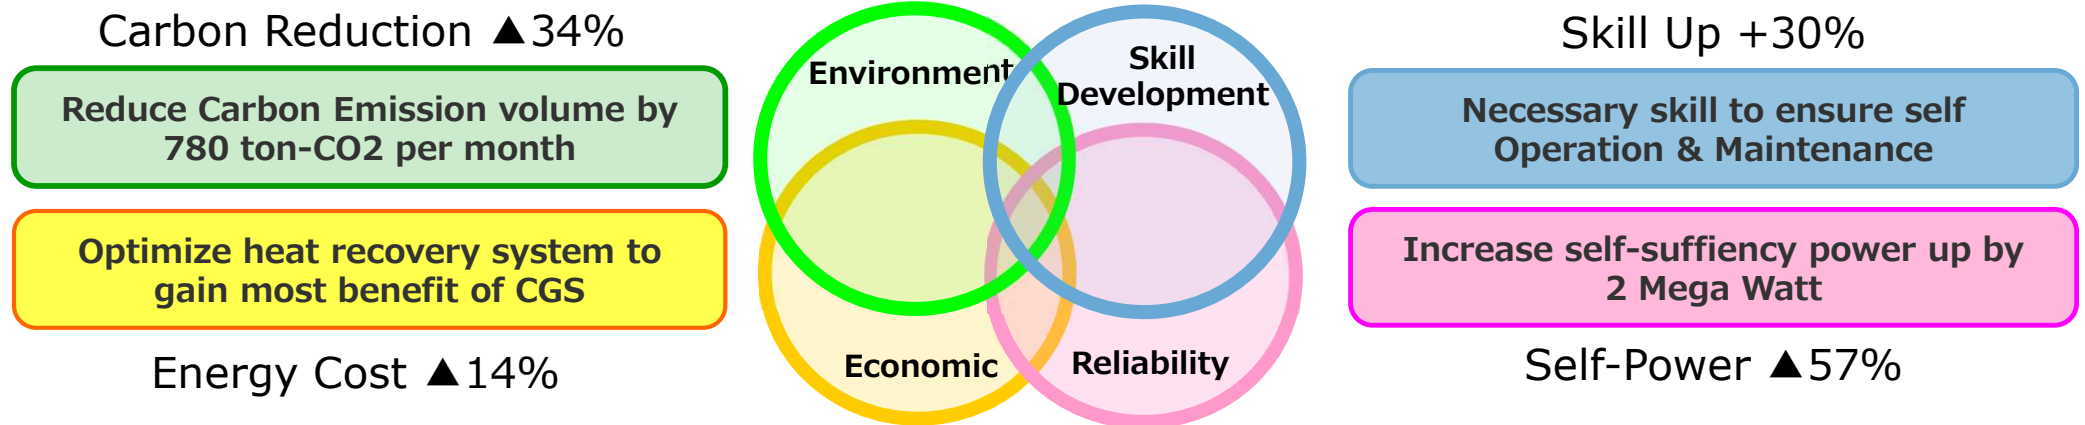 Carbon Reduction ▲34%
Reduce Carbon Emission volume by
780 ton-CO2 per month
Optimize heat recovery system to
gain most benefit of CGS
Energy Cost ▲14%
Environment
Skill
Development
Economic
Reliability
Skill Up +30%
Necessary skill to ensure self
Operation & Maintenance
Increase self-suffiency power up by
2 Mega Watt
Self-Power ▲57%